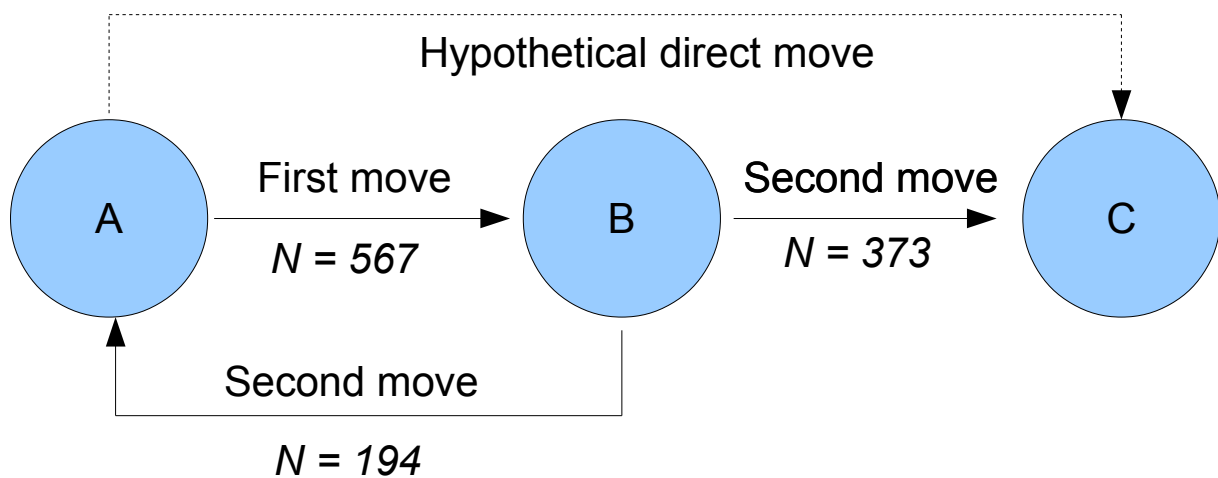 Hypothetical direct move
First move
Second move
A
B
C
N = 567
N = 373
Second move
N = 194